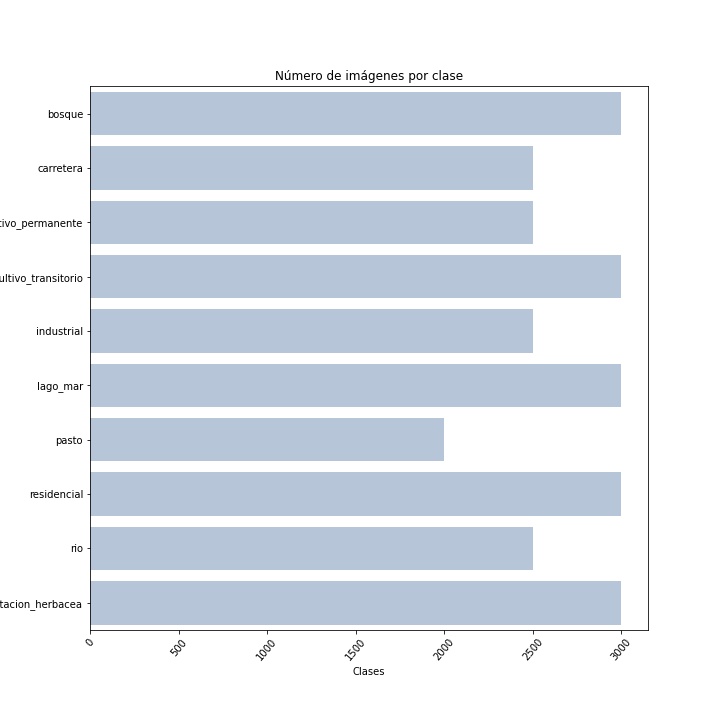 Número de imágenes por clase
bosque
carretera
tivo_permanente
ultivo_transitorio
industrial
lago_mar
pasto
residencial
rio
tacion_herbacea
0
500
1000
1500
2000
2500
3000
Clases